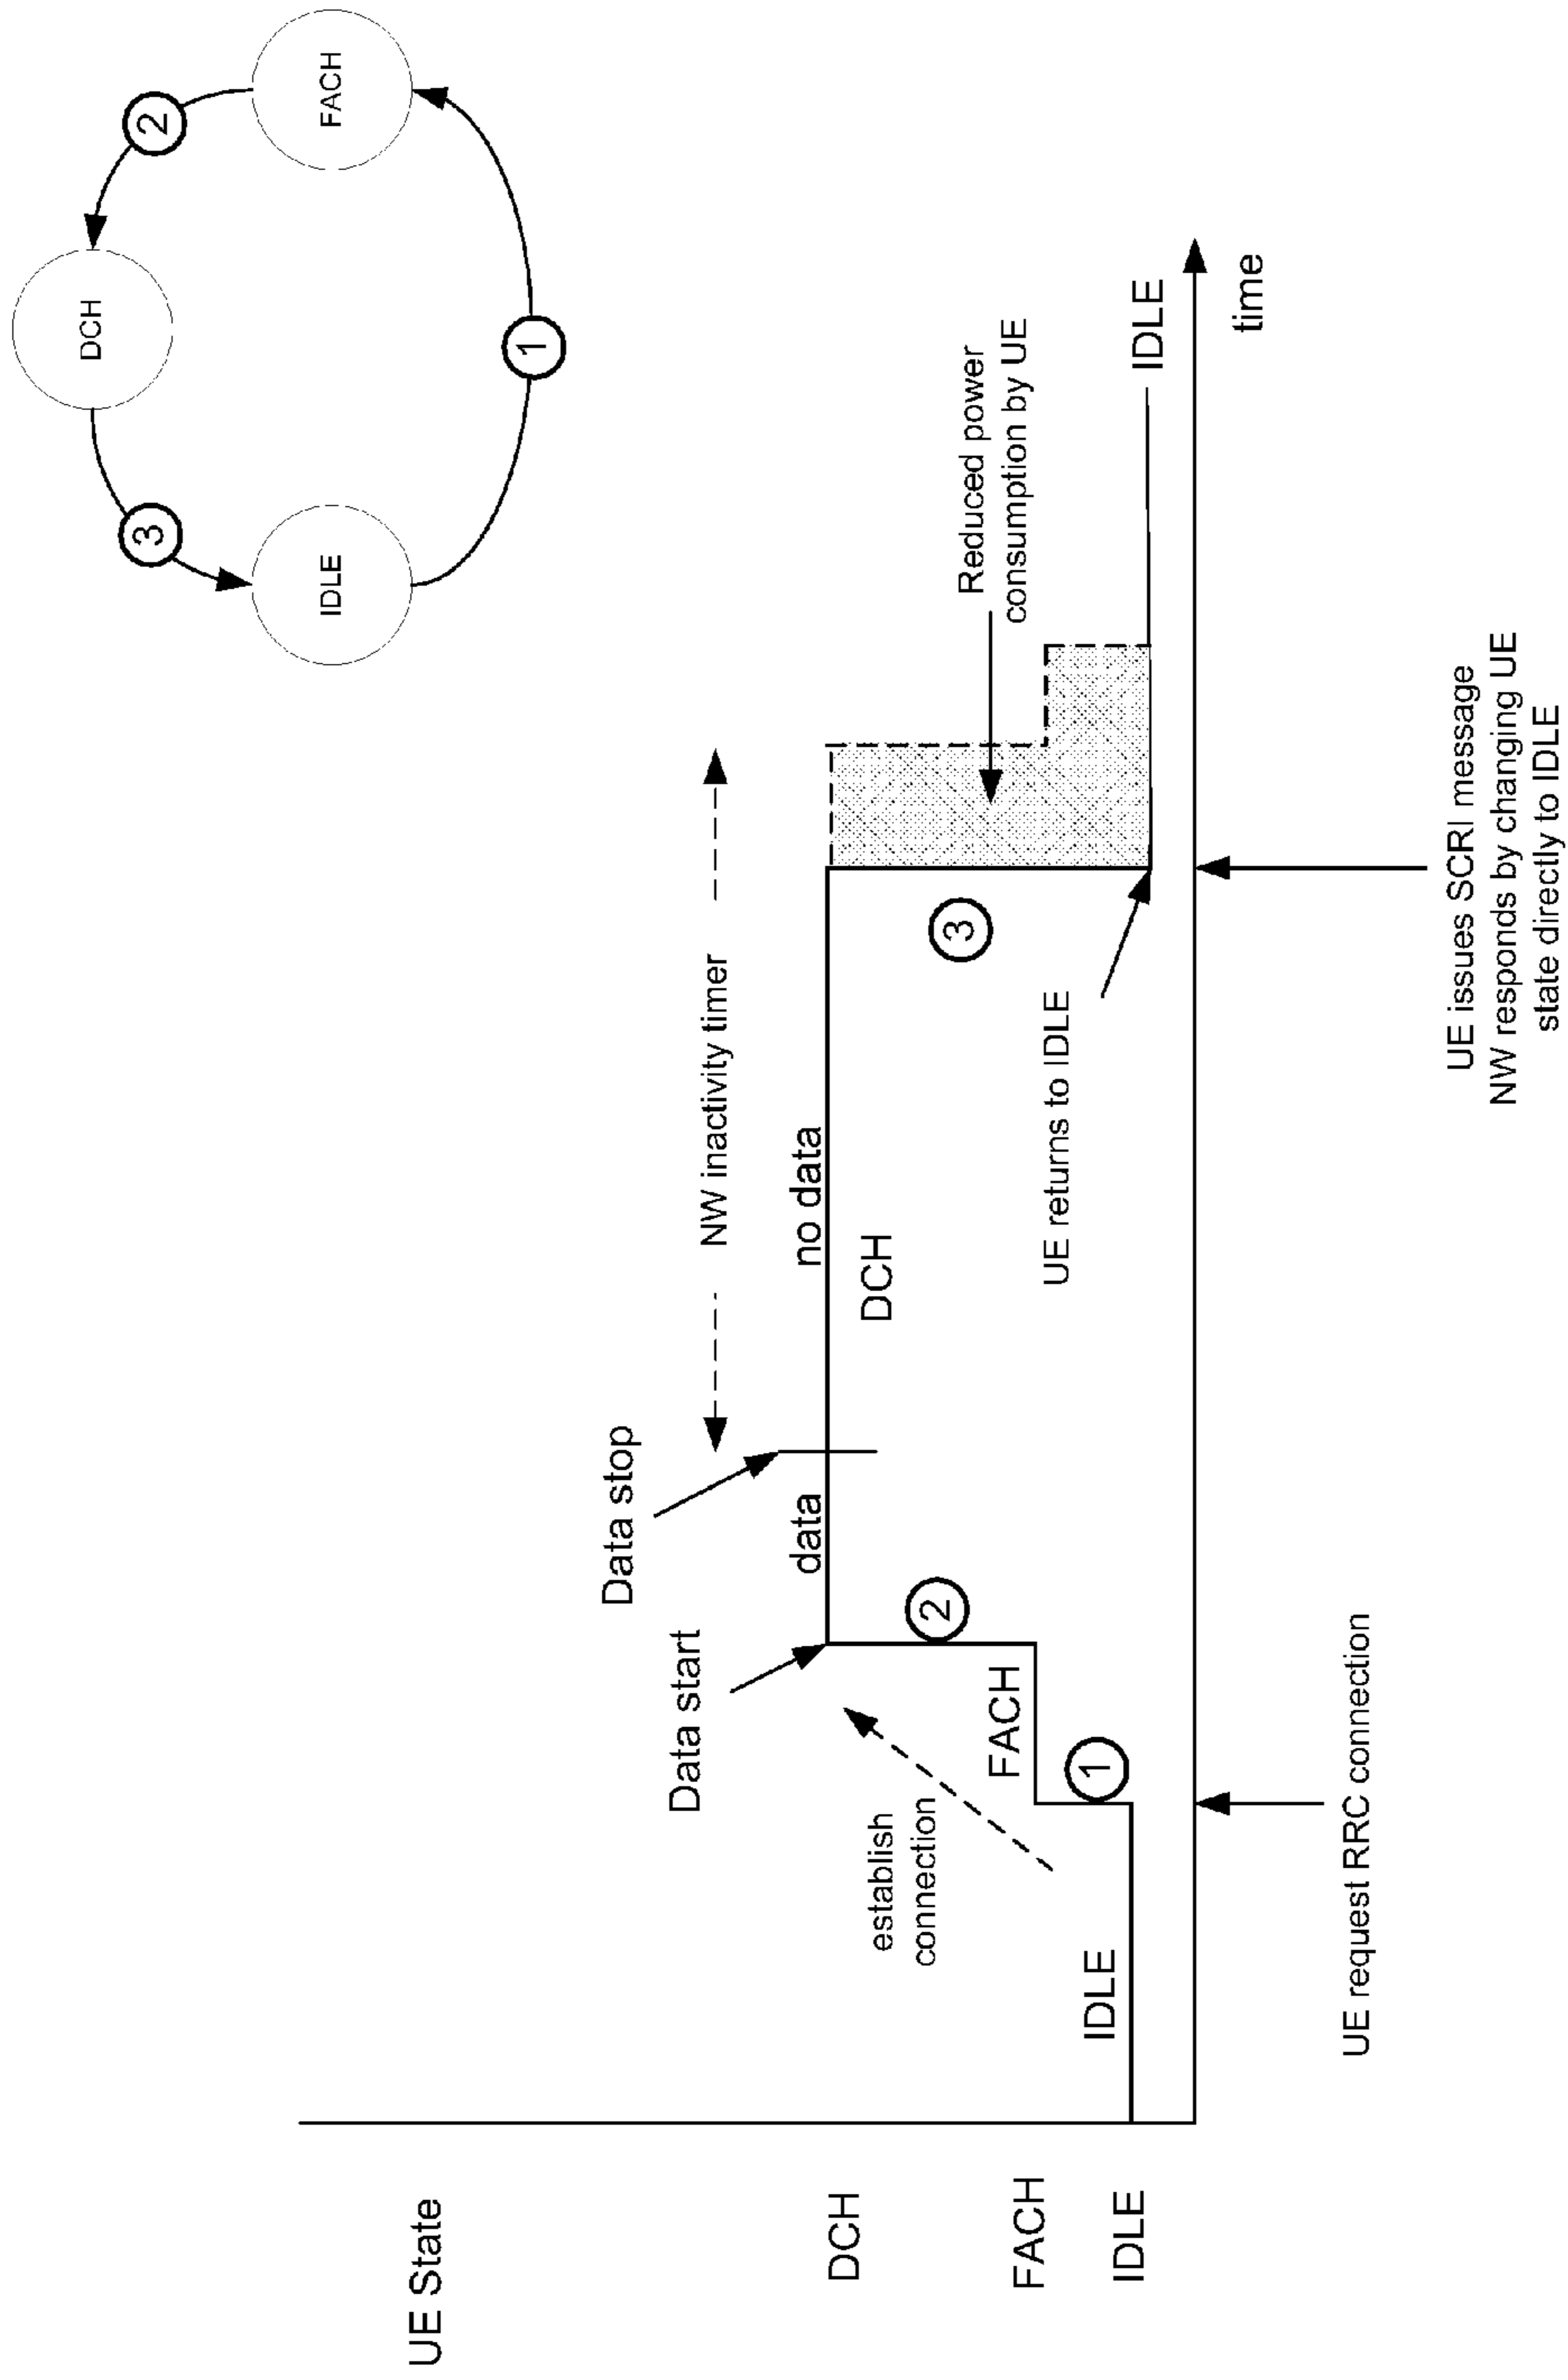 UE State
DCH
FACH
IDLE
DCH
FACH
IDLE
1
2
3
Data start
Data stop
NW inactivity timer
establish
connection
data
no data
DCH
FACH
IDLE
1
2
3
UE returns to IDLE
Reduced power
consumption by UE
IDLE
time
UE request RRC connection
UE issues SCRI message
NW responds by changing UE
state directly to IDLE